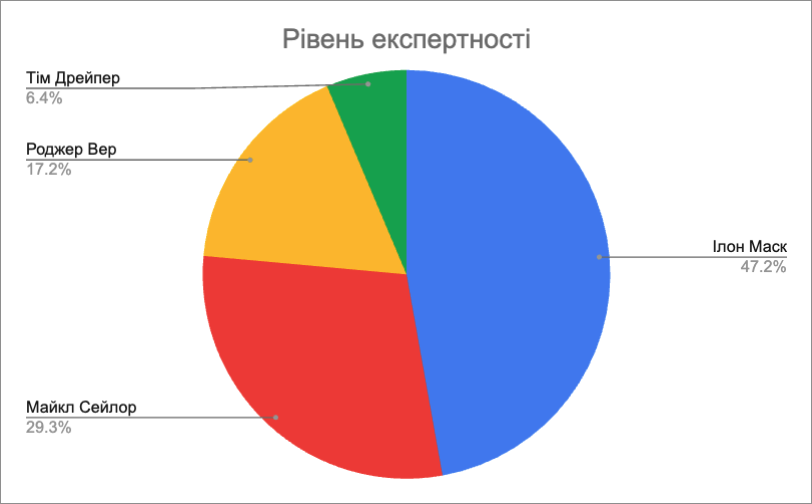 Рівень експертності
Тім Дрейпер
6.4%
Роджер Вер
17.2%
Ілон Маск
47.2%
Майкл Сейлор
29.3%